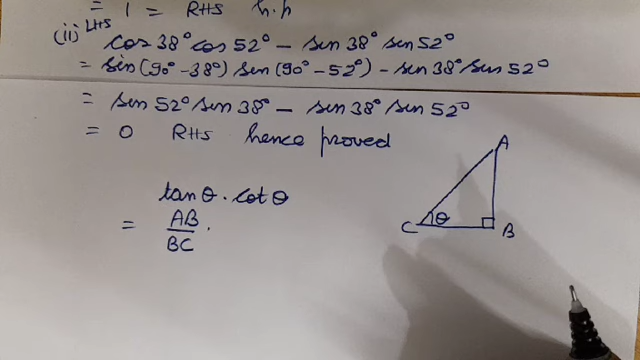 = 1 = RHS h.p
(ii) LHS
cos 38° cos 52° - sin 38° sin 52°
= sin(90° - 38°) sin(90° - 52°) - sin 38° sin 52°
= sin 52° sin 38° - sin 38° sin 52°
= 0 RHS hence proved
tan θ . cot θ
= AB/BC .
A
C θ B